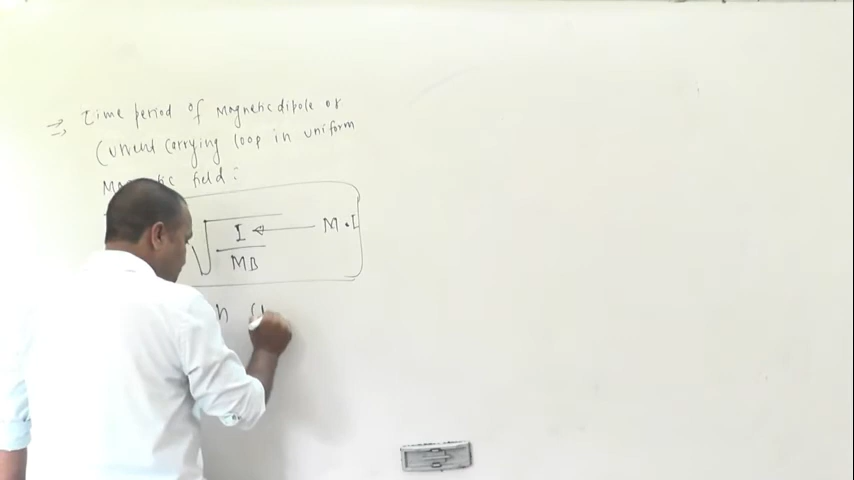 => Time period of Magnetic dipole or
Current Carrying loop in uniform
field :
I ← M.I
MB